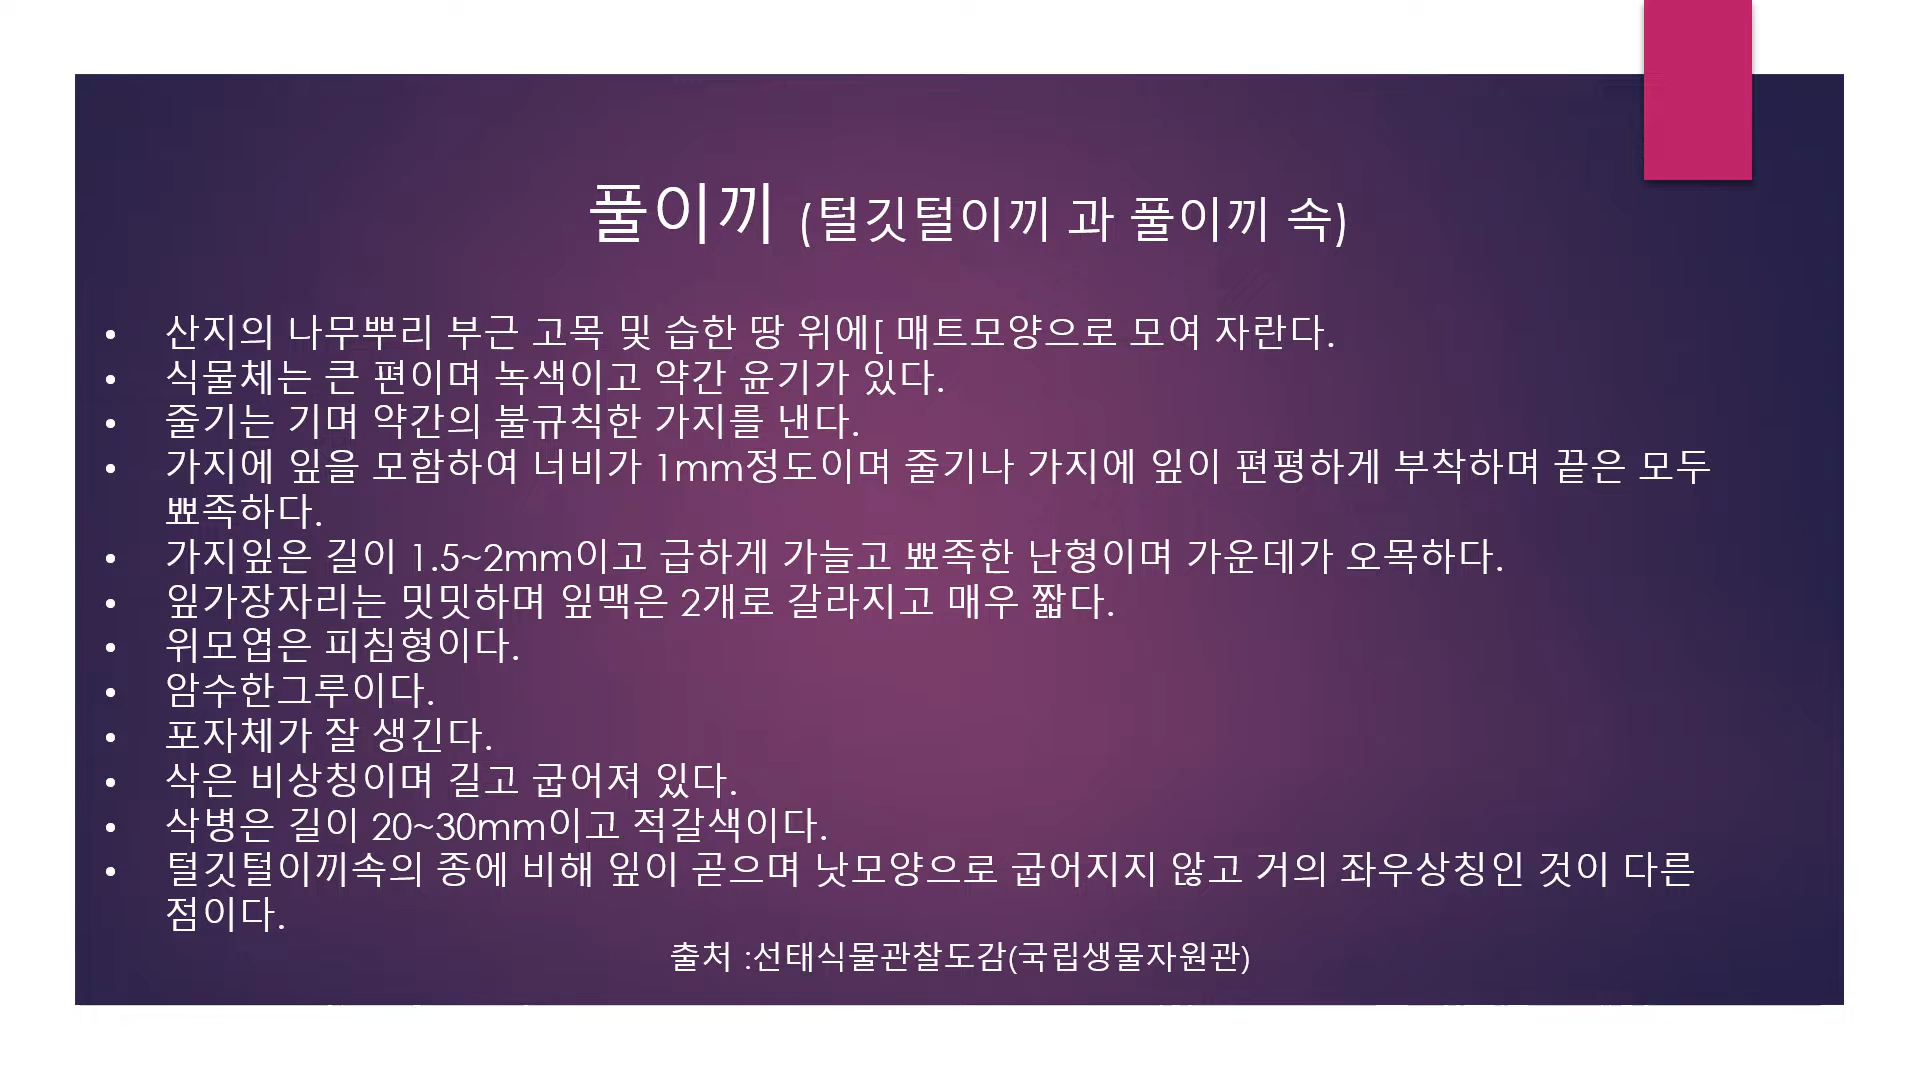 풀이끼 (털깃털이끼 과 풀이끼 속)
• 산지의 나무뿌리 부근 고목 및 습한 땅 위에[ 매트모양으로 모여 자란다.
• 식물체는 큰 편이며 녹색이고 약간 윤기가 있다.
• 줄기는 기며 약간의 불규칙한 가지를 낸다.
• 가지에 잎을 모함하여 너비가 1mm정도이며 줄기나 가지에 잎이 편평하게 부착하며 끝은 모두
뾰족하다.
• 가지잎은 길이 1.5~2mm이고 급하게 가늘고 뾰족한 난형이며 가운데가 오목하다.
• 잎가장자리는 밋밋하며 잎맥은 2개로 갈라지고 매우 짧다.
• 위모엽은 피침형이다.
• 암수한그루이다.
• 포자체가 잘 생긴다.
• 삭은 비상칭이며 길고 굽어져 있다.
• 삭병은 길이 20~30mm이고 적갈색이다.
• 털깃털이끼속의 종에 비해 잎이 곧으며 낫모양으로 굽어지지 않고 거의 좌우상칭인 것이 다른
점이다.
출처 :선태식물관찰도감(국립생물자원관)